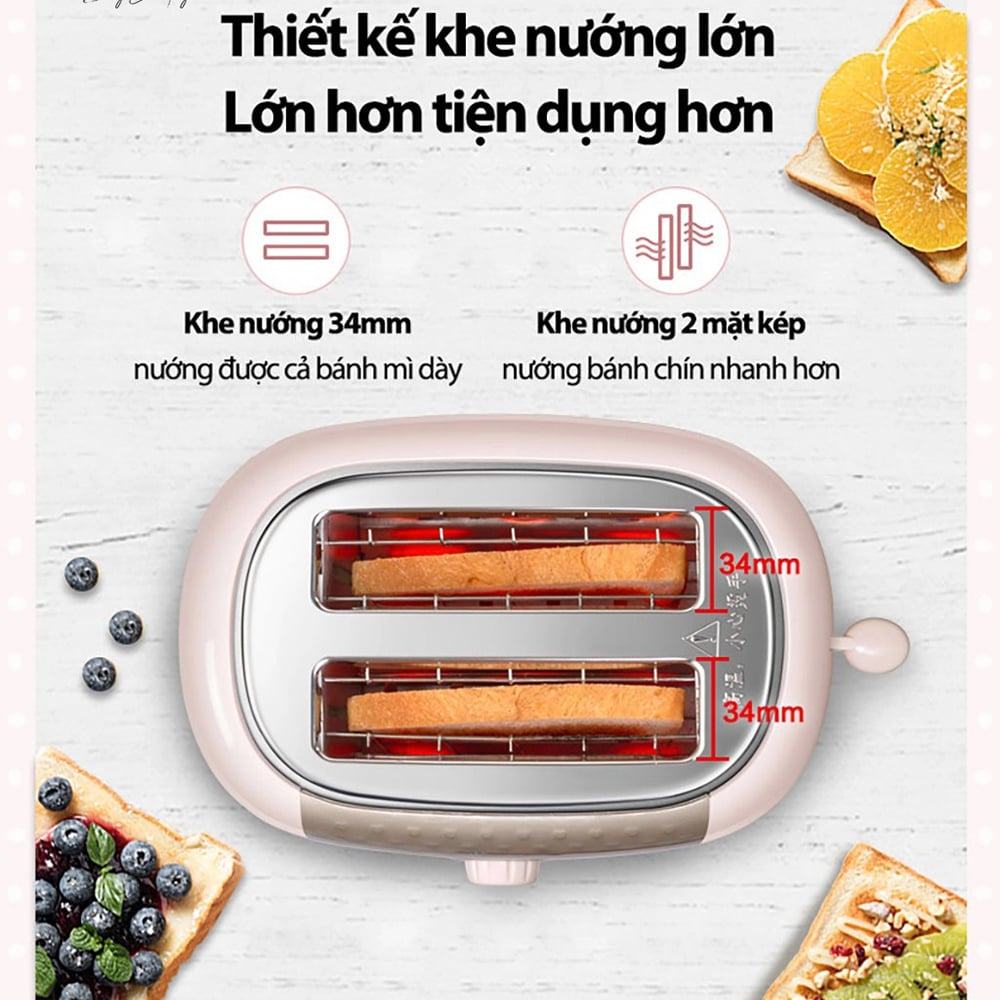 Thiết kế khe nướng lớn
Lớn hơn tiện dụng hơn
Khe nướng 34mm
nướng được cả bánh mì dày
Khe nướng 2 mặt kép
nướng bánh chín nhanh hơn
34mm
34mm